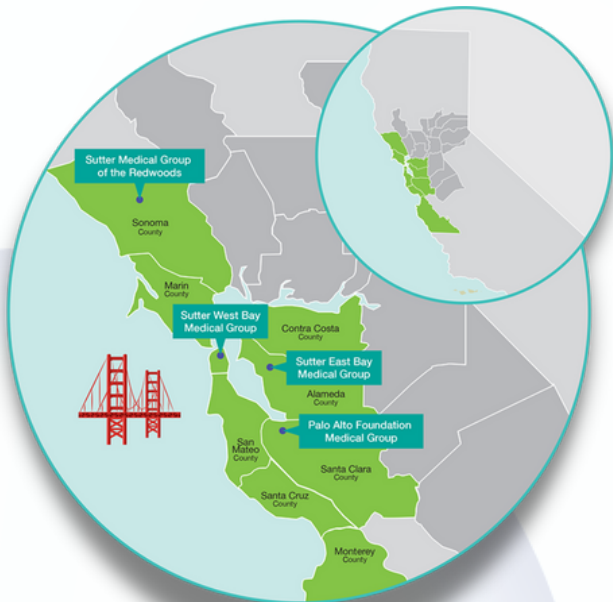 Sutter Medical Group
of the Redwoods
Sonoma
County
Marin
County
Sutter West Bay
Medical Group
Contra Costa
County
Sutter East Bay
Medical Group
Alameda
County
Palo Alto Foundation
Medical Group
San
Mateo
County
Santa Clara
County
Santa Cruz
County
Monterey
County